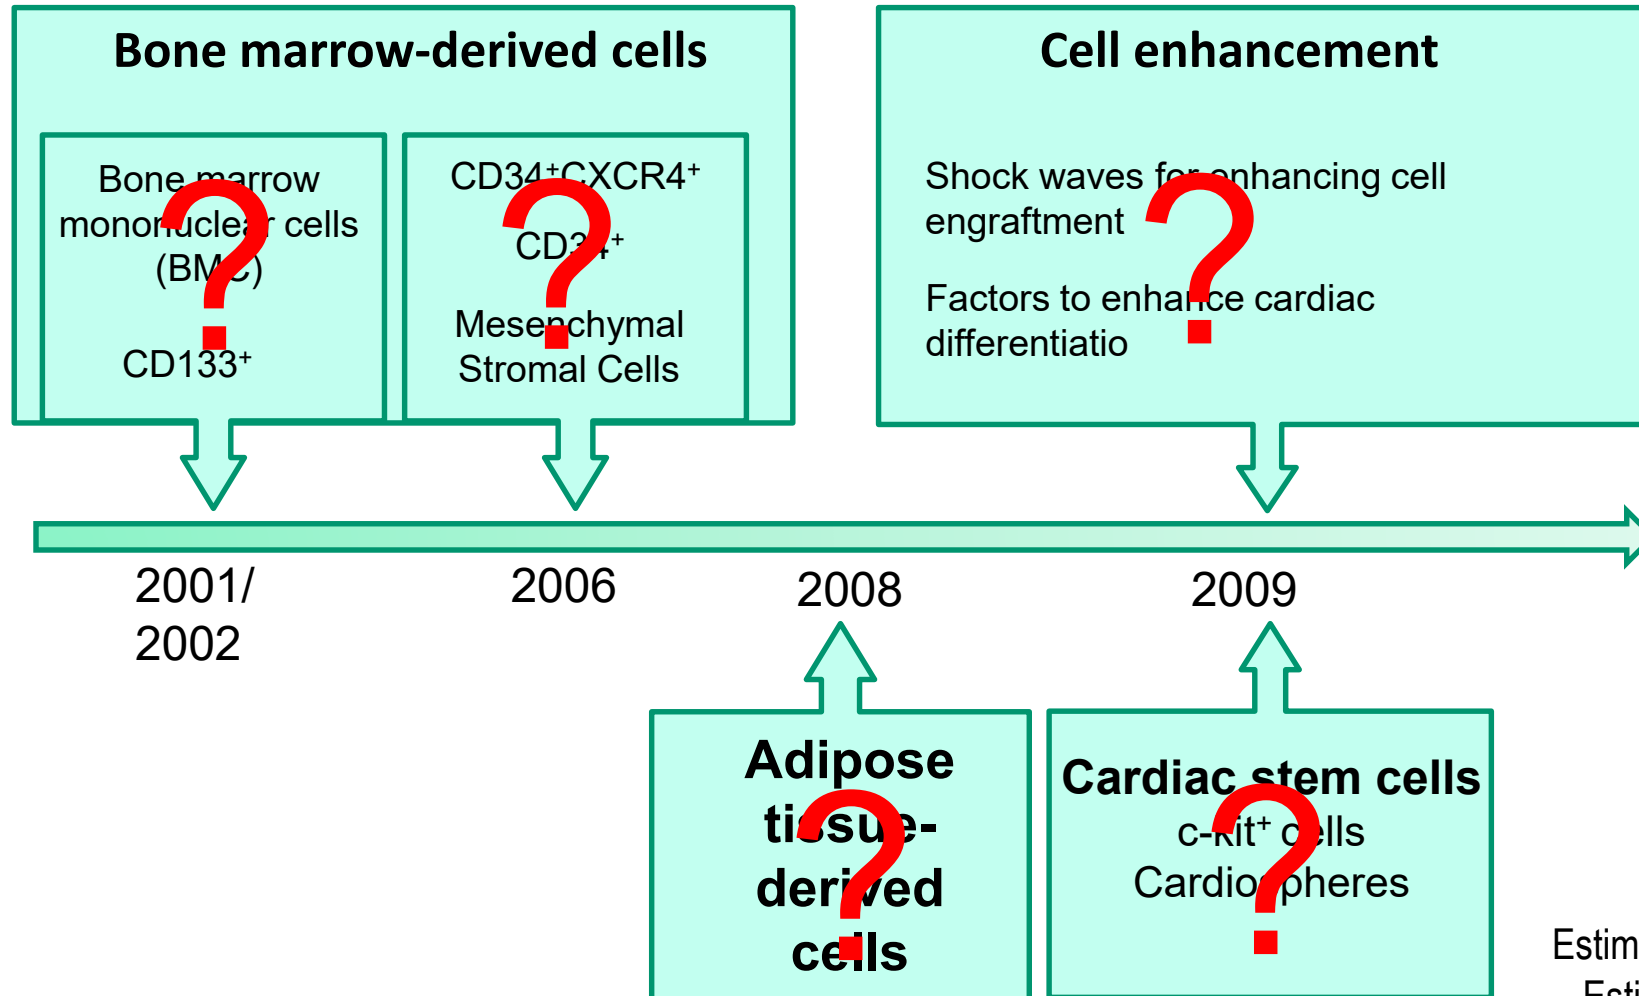 Bone marrow-derived cells
Bone marrow
mononuclear cells
(BMC)
CD133⁺
CD34⁺CXCR4⁺
CD34⁺
Mesenchymal
Stromal Cells
?
?
Cell enhancement
Shock waves for enhancing cell
engraftment
Factors to enhance cardiac
differentiatio
?
2001/
2002
2006
2008
2009
Adipose
tissue-
derived
cells
?
Cardiac stem cells
c-kit⁺ cells
Cardiospheres
?
Estim
Esti